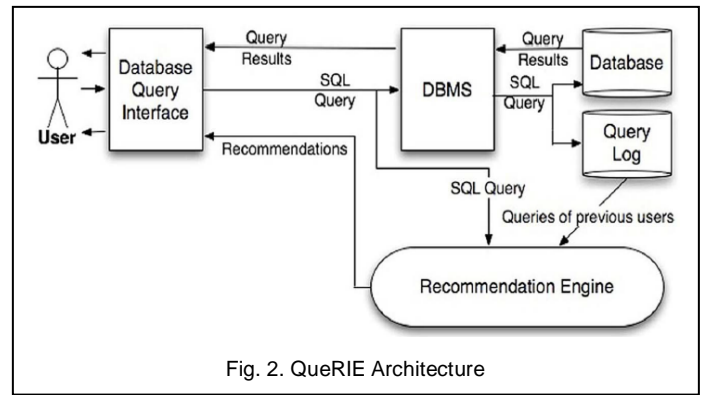 Query
Results
SQL
Query
Recommendations
User
Database
Query
Interface
DBMS
Query
Results
SQL
Query
Database
Query
Log
SQL Query
Queries of previous users
Recommendation Engine
Fig. 2. QueRIE Architecture